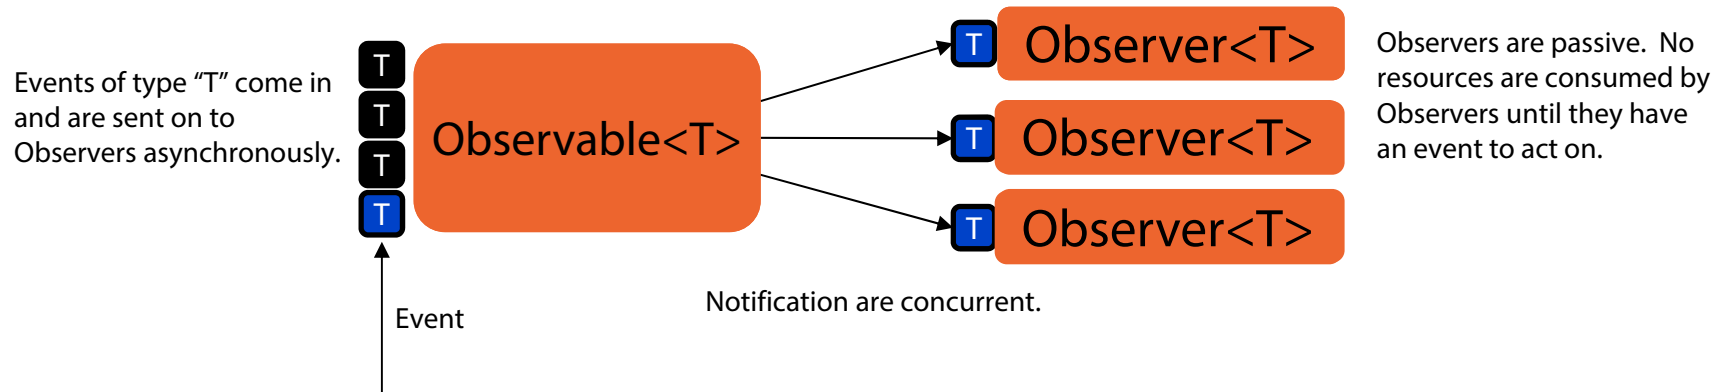 Events of type “T” come in
and are sent on to
Observers asynchronously.
T
T
T
T
Observable<T>
T
Observer<T>
T
Observer<T>
T
Observer<T>
Observers are passive.  No
resources are consumed by
Observers until they have
an event to act on.
Event
Notification are concurrent.